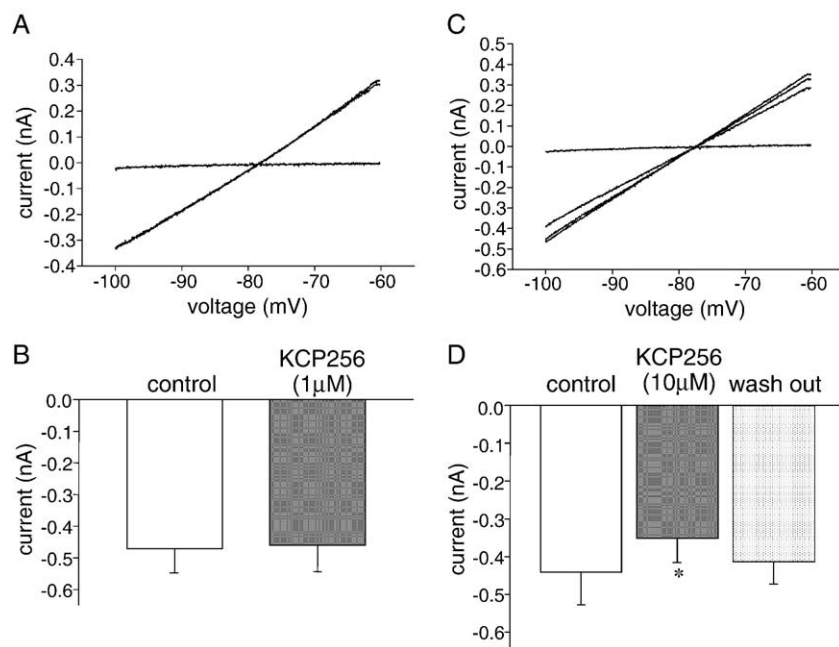 A
0.4
0.3
0.2
0.1
0.0
-0.1
-0.2
-0.3
-0.4
current (nA)
-100 -90 -80 -70 -60
voltage (mV)
C
0.5
0.4
0.3
0.2
0.1
0.0
-0.1
-0.2
-0.3
-0.4
-0.5
-0.6
current (nA)
-100 -90 -80 -70 -60
voltage (mV)
B
control
KCP256
(1µM)
0.0
-0.1
-0.2
-0.3
-0.4
-0.5
-0.6
current (nA)
D
control
KCP256
(10µM)
wash out
0.0
-0.1
-0.2
-0.3
-0.4
-0.5
-0.6
current (nA)
*